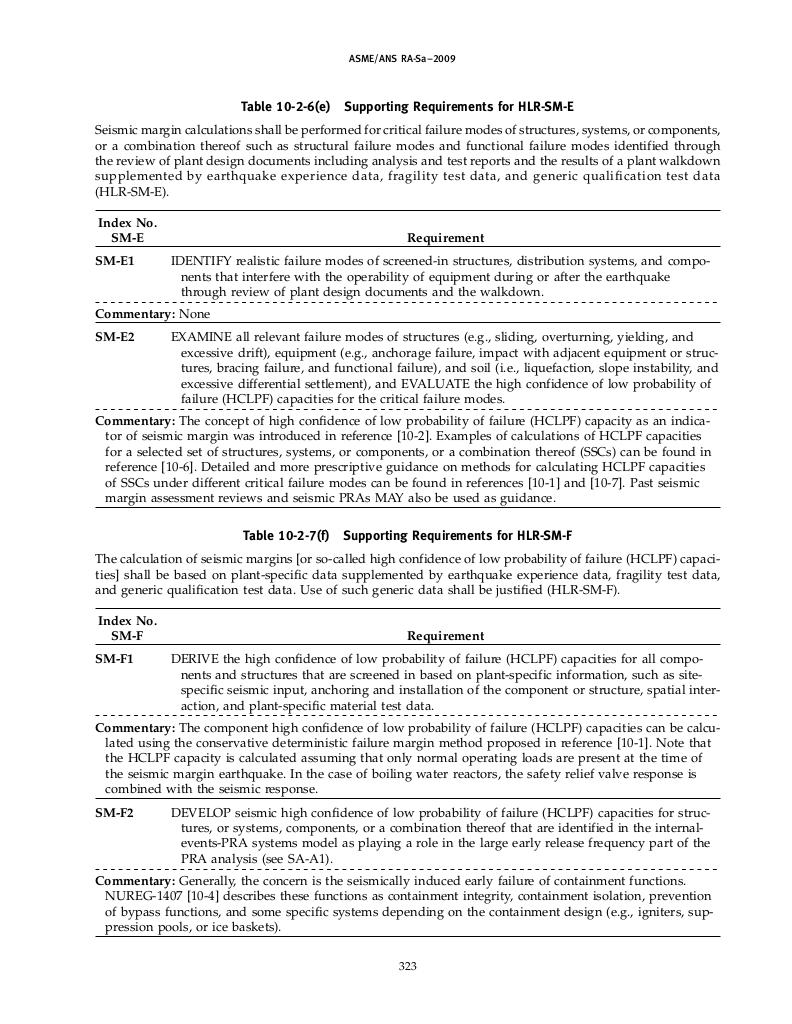 ASME/ANS RA-Sa–2009
Table 10-2-6(e) Supporting Requirements for HLR-SM-E
Seismic margin calculations shall be performed for critical failure modes of structures, systems, or components,
or a combination thereof such as structural failure modes and functional failure modes identified through
the review of plant design documents including analysis and test reports and the results of a plant walkdown
supplemented by earthquake experience data, fragility test data, and generic qualification test data
(HLR-SM-E).
Index No.
SM-E Requirement
SM-E1 IDENTIFY realistic failure modes of screened-in structures, distribution systems, and compo-
nents that interfere with the operability of equipment during or after the earthquake
through review of plant design documents and the walkdown.
Commentary: None
SM-E2 EXAMINE all relevant failure modes of structures (e.g., sliding, overturning, yielding, and
excessive drift), equipment (e.g., anchorage failure, impact with adjacent equipment or struc-
tures, bracing failure, and functional failure), and soil (i.e., liquefaction, slope instability, and
excessive differential settlement), and EVALUATE the high confidence of low probability of
failure (HCLPF) capacities for the critical failure modes.
Commentary: The concept of high confidence of low probability of failure (HCLPF) capacity as an indica-
tor of seismic margin was introduced in reference [10-2]. Examples of calculations of HCLPF capacities
for a selected set of structures, systems, or components, or a combination thereof (SSCs) can be found in
reference [10-6]. Detailed and more prescriptive guidance on methods for calculating HCLPF capacities
of SSCs under different critical failure modes can be found in references [10-1] and [10-7]. Past seismic
margin assessment reviews and seismic PRAs MAY also be used as guidance.
Table 10-2-7(f) Supporting Requirements for HLR-SM-F
The calculation of seismic margins [or so-called high confidence of low probability of failure (HCLPF) capaci-
ties] shall be based on plant-specific data supplemented by earthquake experience data, fragility test data,
and generic qualification test data. Use of such generic data shall be justified (HLR-SM-F).
Index No.
SM-F Requirement
SM-F1 DERIVE the high confidence of low probability of failure (HCLPF) capacities for all compo-
nents and structures that are screened in based on plant-specific information, such as site-
specific seismic input, anchoring and installation of the component or structure, spatial inter-
action, and plant-specific material test data.
Commentary: The component high confidence of low probability of failure (HCLPF) capacities can be calcu-
lated using the conservative deterministic failure margin method proposed in reference [10-1]. Note that
the HCLPF capacity is calculated assuming that only normal operating loads are present at the time of
the seismic margin earthquake. In the case of boiling water reactors, the safety relief valve response is
combined with the seismic response.
SM-F2 DEVELOP seismic high confidence of low probability of failure (HCLPF) capacities for struc-
tures, or systems, components, or a combination thereof that are identified in the internal-
events-PRA systems model as playing a role in the large early release frequency part of the
PRA analysis (see SA-A1).
Commentary: Generally, the concern is the seismically induced early failure of containment functions.
NUREG-1407 [10-4] describes these functions as containment integrity, containment isolation, prevention
of bypass functions, and some specific systems depending on the containment design (e.g., igniters, sup-
pression pools, or ice baskets).
323